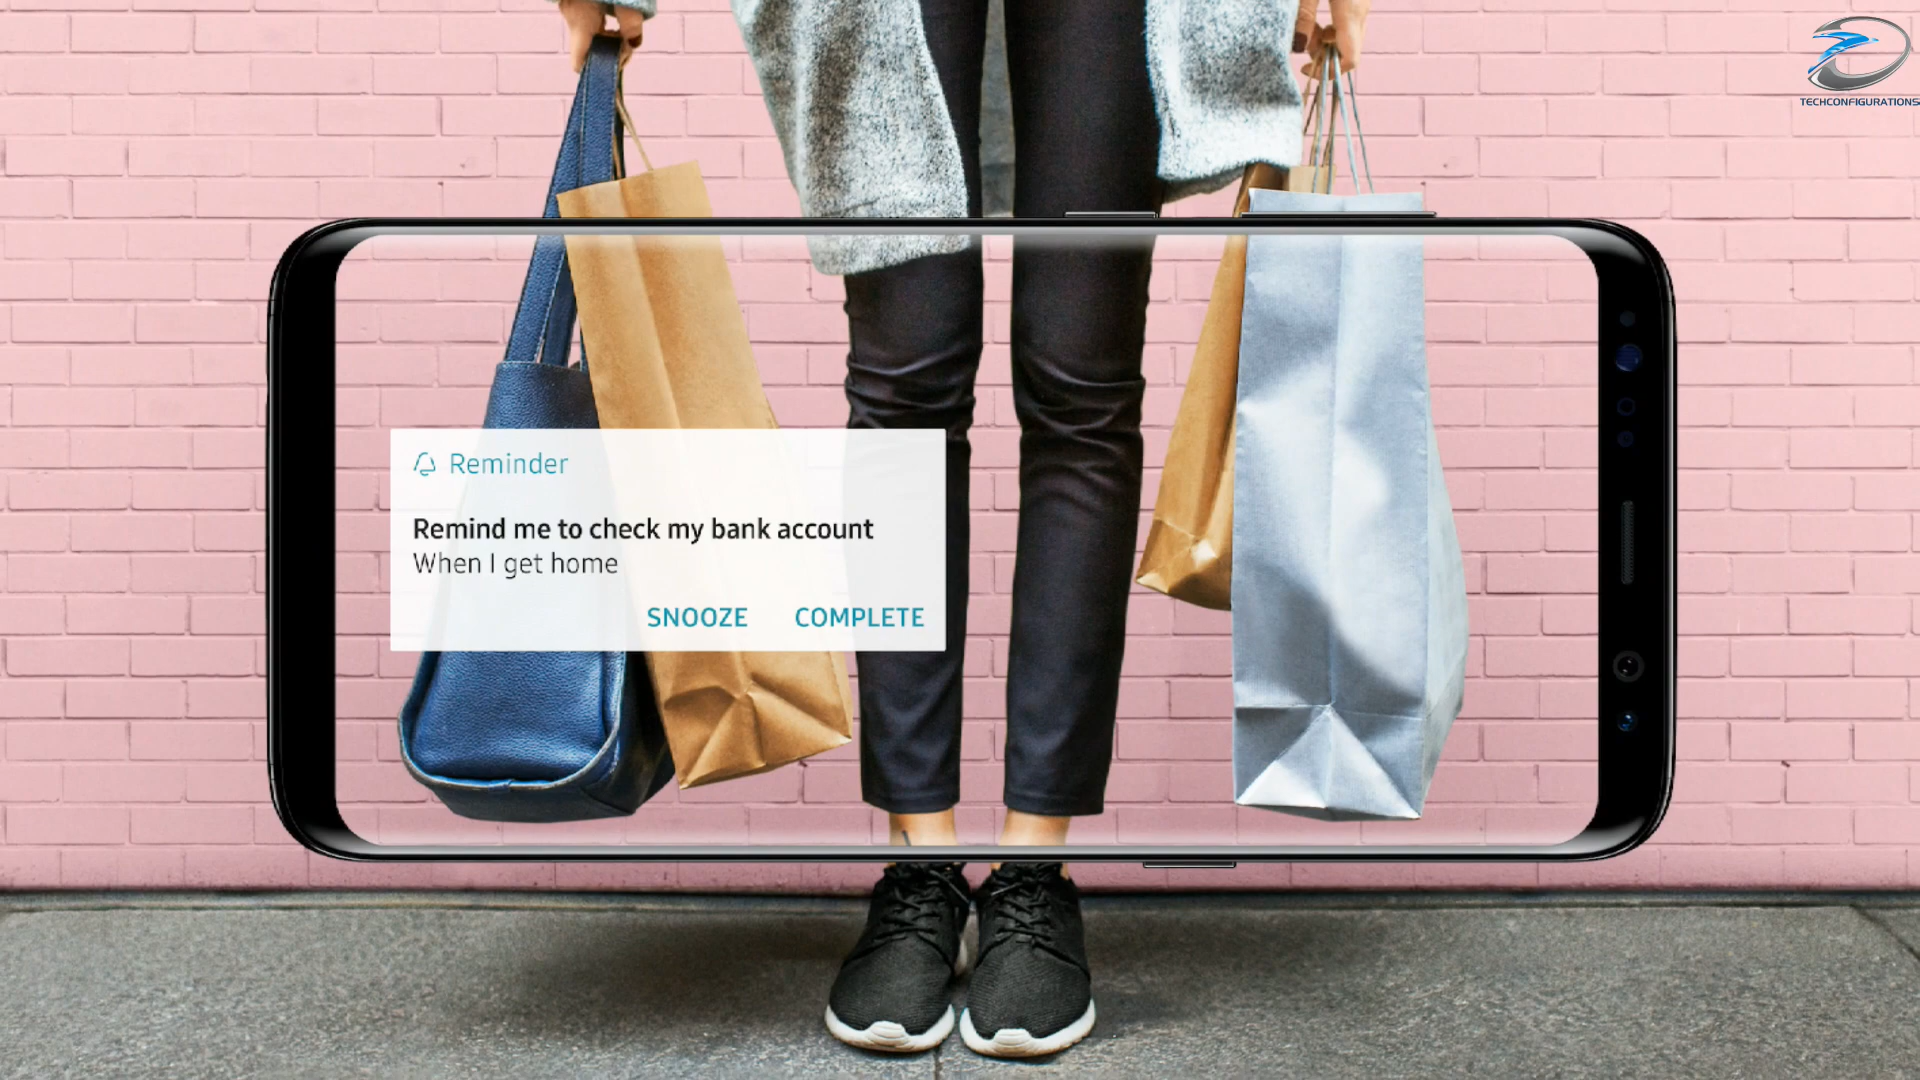 TECHCONFIGURATIONS
Reminder
Remind me to check my bank account
When I get home
SNOOZE COMPLETE